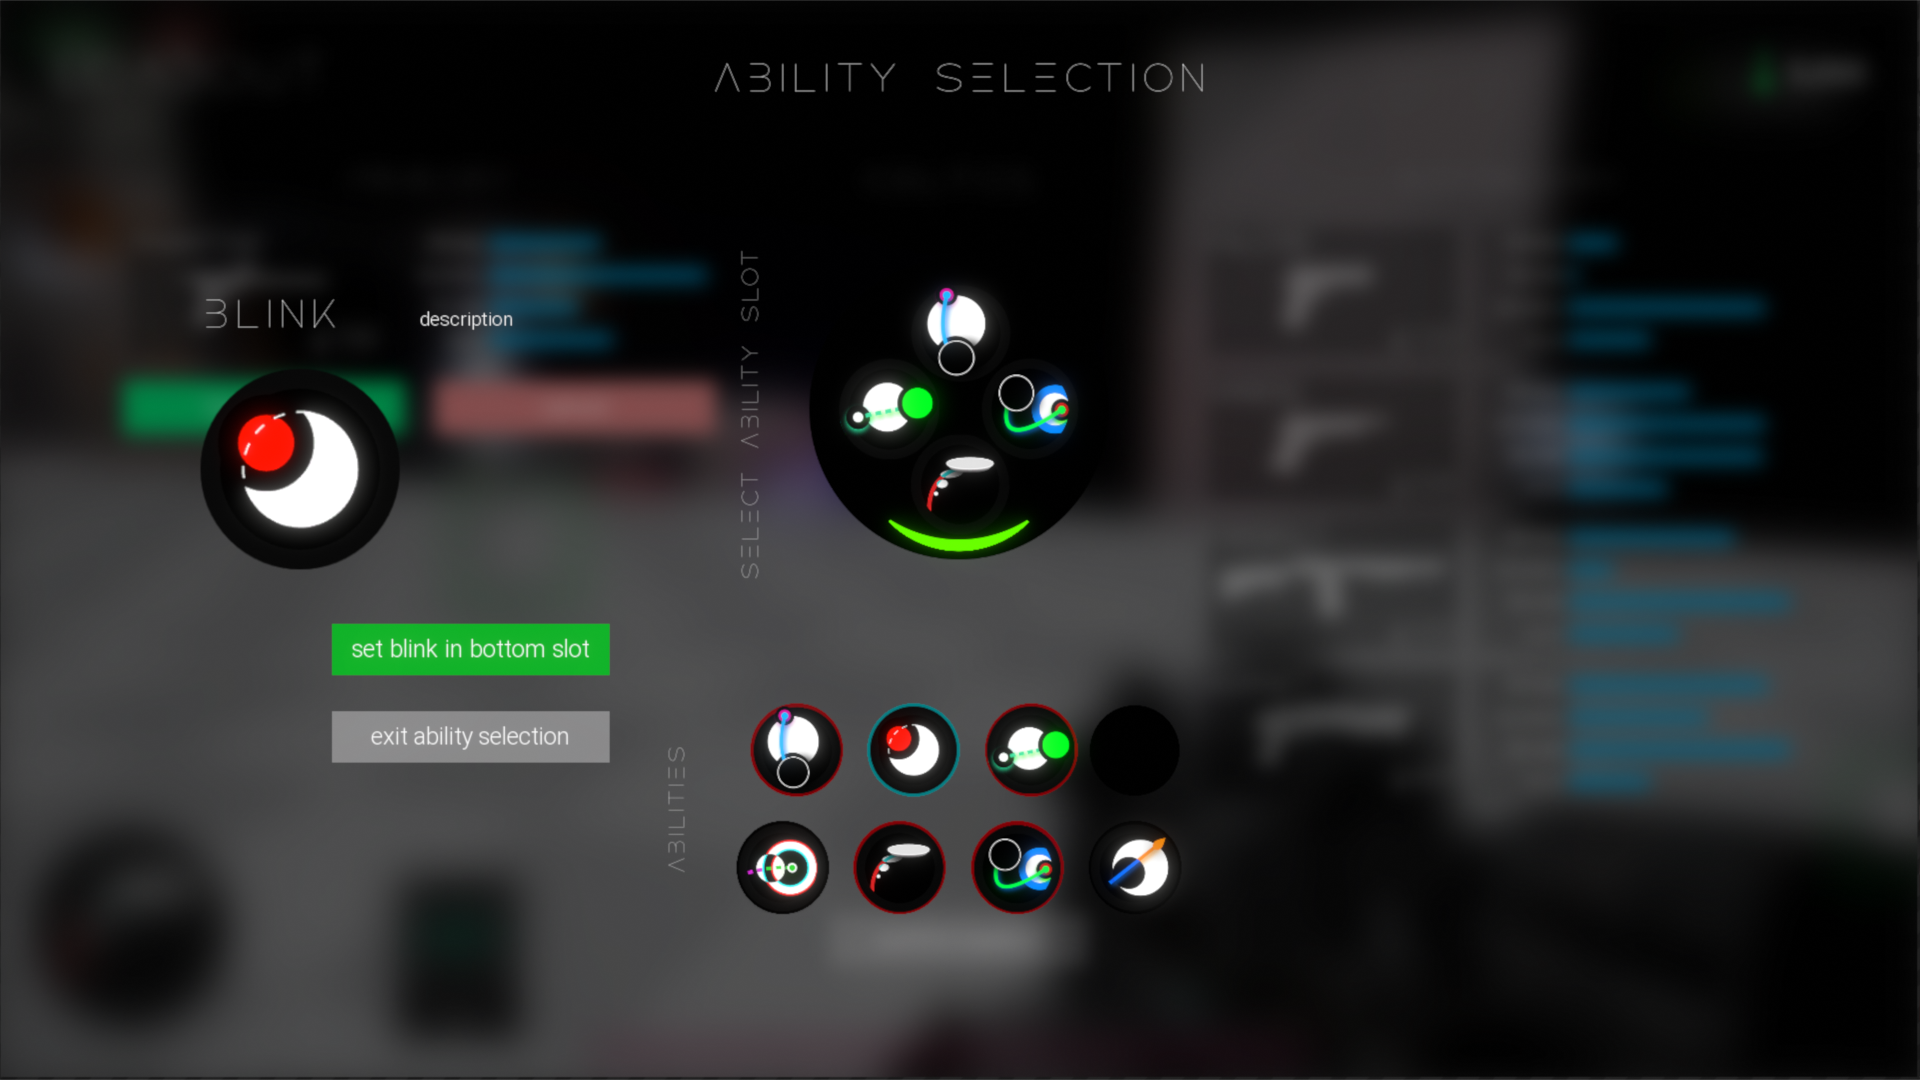 ABILITY SELECTION
BLINK
description
SELECT ABILITY SLOT
set blink in bottom slot
exit ability selection
ABILITIES